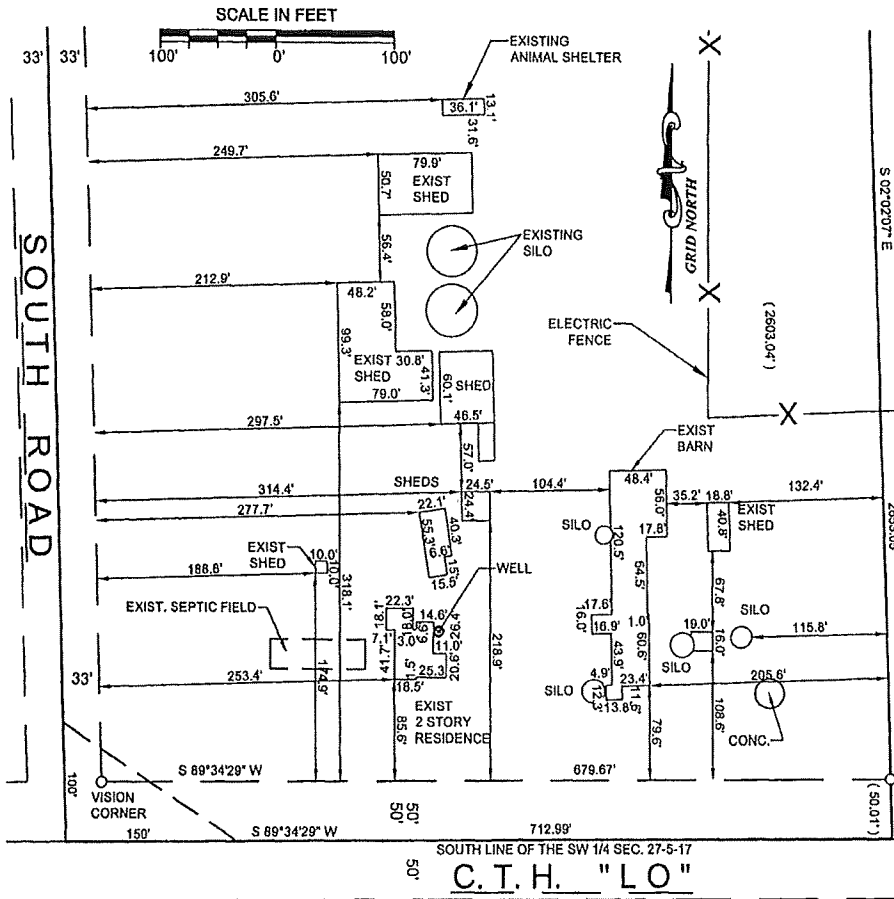 SCALE IN FEET
100' 0' 100'
33' 33'
EXISTING
ANIMAL SHELTER
305.6'
36.1'
13.1'
31.6'
249.7'
79.9'
50.7'
EXIST
SHED
56.4'
EXISTING
SILO
GRID NORTH
S 02°02'07" E
X
X
X
212.9'
48.2'
58.0'
99.3'
EXIST
SHED
30.8'
41.3'
79.0'
60.1'
SHED
46.5'
ELECTRIC
FENCE
(2603.04')
SOUTH ROAD
297.5'
57.0'
EXIST
BARN
48.4'
56.0'
314.4'
SHEDS
24.5'
24.4'
104.4'
35.2'
18.8'
132.4'
40.8'
EXIST
SHED
277.7'
22.1'
55.3'
40.3'
6.6'
15'
15.5'
SILO
120.5'
17.8'
64.5'
EXIST
SHED
10.0'
10.0'
188.6'
318.1'
WELL
67.8'
EXIST. SEPTIC FIELD
22.3'
18.1'
18.0'
14.6'
26.4'
9.9'
7.1'
3.0'
11.0'
20.6'
41.7'
1.5'
18.5'
25.3'
218.9'
17.6'
16.0'
16.9'
1.0'
43.9'
60.6'
19.0'
16.0'
SILO
SILO
115.8'
33'
253.4'
174.9'
85.6'
EXIST
2 STORY
RESIDENCE
SILO
4.9'
23.4'
12.3'
13.8'
11.6'
205.6'
79.6'
108.6'
CONC.
S 89°34'29" W
679.67'
VISION
CORNER
100'
150'
50'
50'
50'
(50.01')
S 89°34'29" W
712.99'
SOUTH LINE OF THE SW 1/4 SEC. 27-5-17
C. T. H. "L O"